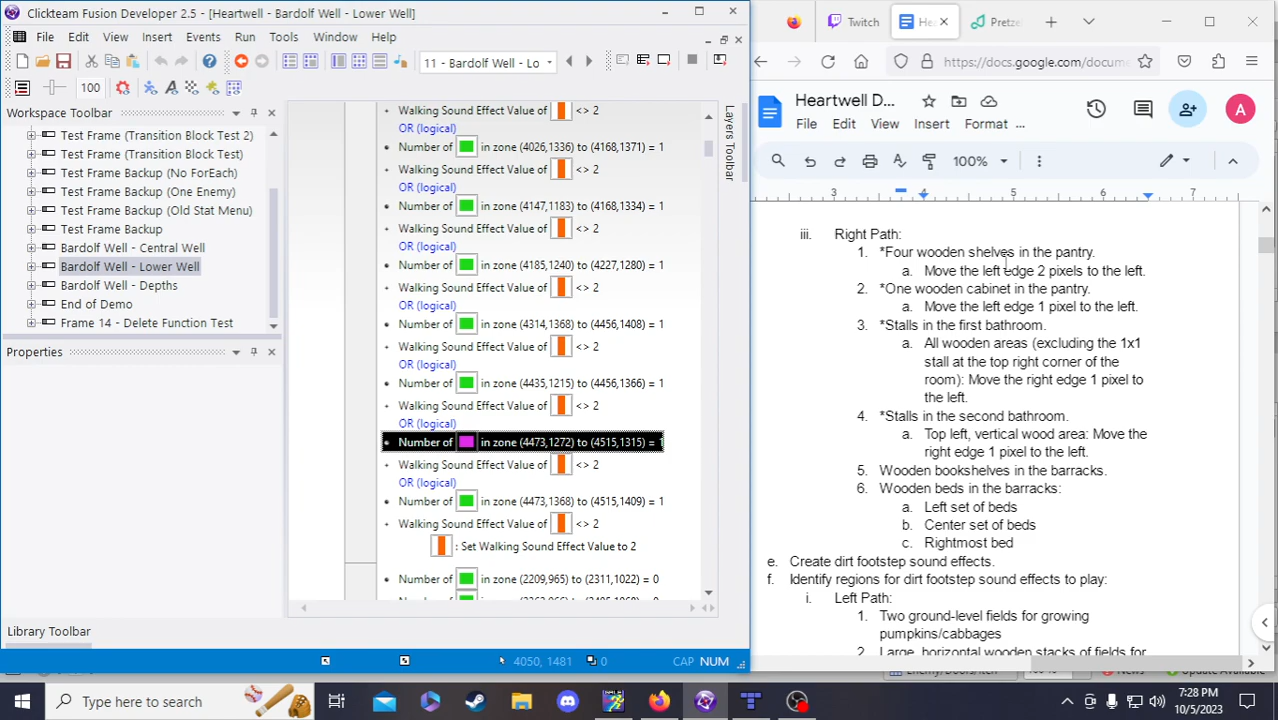 Clickteam Fusion Developer 2.5 - [Heartwell - Bardolf Well - Lower Well]
File Edit View Insert Events Run Tools Window Help
100
11 - Bardolf Well - Lo
Workspace Toolbar
Test Frame (Transition Block Test 2)
Test Frame (Transition Block Test)
Test Frame Backup (No ForEach)
Test Frame Backup (One Enemy)
Test Frame Backup (Old Stat Menu)
Test Frame Backup
Bardolf Well - Central Well
Bardolf Well - Lower Well
Bardolf Well - Depths
End of Demo
Frame 14 - Delete Function Test
Properties
Library Toolbar
Walking Sound Effect Value of <> 2
OR (logical)
Number of in zone (4026,1336) to (4168,1371) = 1
Walking Sound Effect Value of <> 2
OR (logical)
Number of in zone (4147,1183) to (4168,1334) = 1
Walking Sound Effect Value of <> 2
OR (logical)
Number of in zone (4185,1240) to (4227,1280) = 1
Walking Sound Effect Value of <> 2
OR (logical)
Number of in zone (4314,1368) to (4456,1408) = 1
Walking Sound Effect Value of <> 2
OR (logical)
Number of in zone (4435,1215) to (4456,1366) = 1
Walking Sound Effect Value of <> 2
OR (logical)
Number of in zone (4473,1272) to (4515,1315) = 1
Walking Sound Effect Value of <> 2
OR (logical)
Number of in zone (4473,1368) to (4515,1409) = 1
Walking Sound Effect Value of <> 2
: Set Walking Sound Effect Value to 2
Number of in zone (2209,965) to (2311,1022) = 0
Layers Toolbar
4050, 1481 0 CAP NUM
Twitch He Pretz
https://docs.google.com/docume
Heartwell D...
File Edit View Insert Format ...
A
100%
3 4 5 6 7
iii. Right Path:
1. *Four wooden shelves in the pantry.
a. Move the left edge 2 pixels to the left.
2. *One wooden cabinet in the pantry.
a. Move the left edge 1 pixel to the left.
3. *Stalls in the first bathroom.
a. All wooden areas (excluding the 1x1
stall at the top right corner of the
room): Move the right edge 1 pixel to
the left.
4. *Stalls in the second bathroom.
a. Top left, vertical wood area: Move the
right edge 1 pixel to the left.
5. Wooden bookshelves in the barracks.
6. Wooden beds in the barracks:
a. Left set of beds
b. Center set of beds
c. Rightmost bed
e. Create dirt footstep sound effects.
f. Identify regions for dirt footstep sound effects to play:
i. Left Path:
1. Two ground-level fields for growing
pumpkins/cabbages
2. Large, horizontal wooden stacks of fields for
Type here to search
7:28 PM
10/5/2023